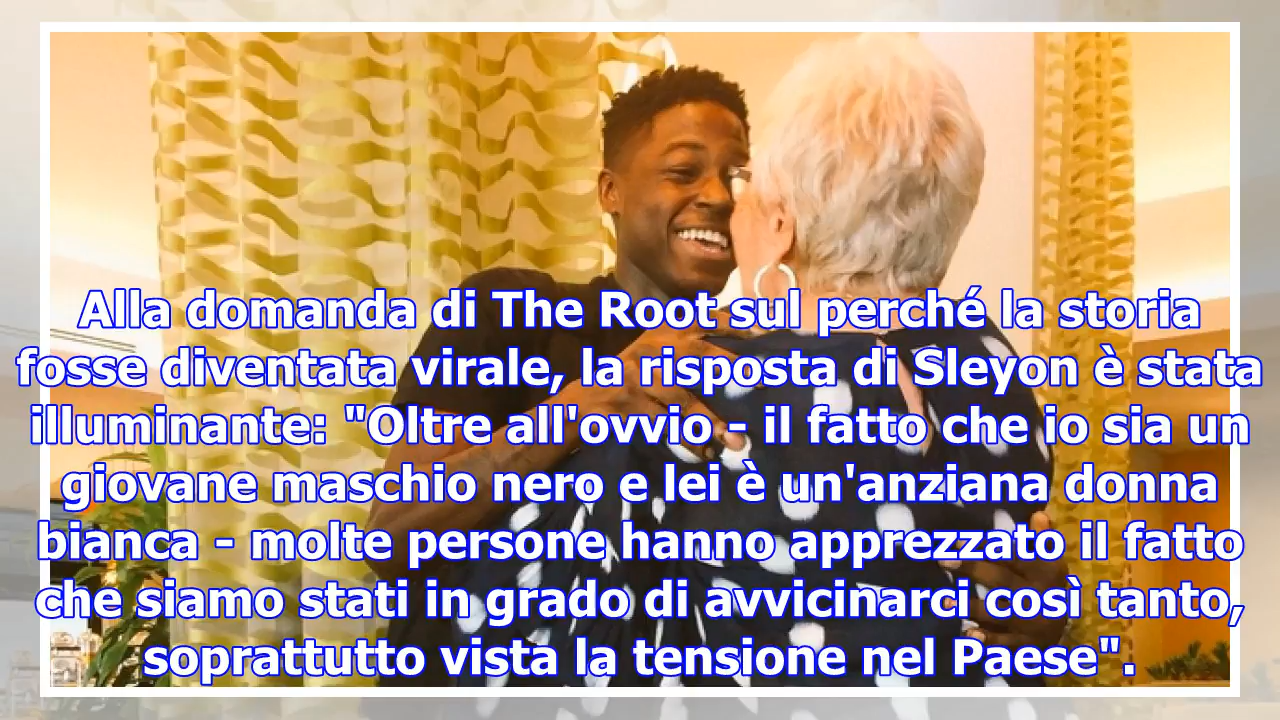 Alla domanda di The Root sul perché la storia
fosse diventata virale, la risposta di Sleyon è stata
illuminante: "Oltre all'ovvio - il fatto che io sia un
giovane maschio nero e lei è un'anziana donna
bianca - molte persone hanno apprezzato il fatto
che siamo stati in grado di avvicinarci così tanto,
soprattutto vista la tensione nel Paese".